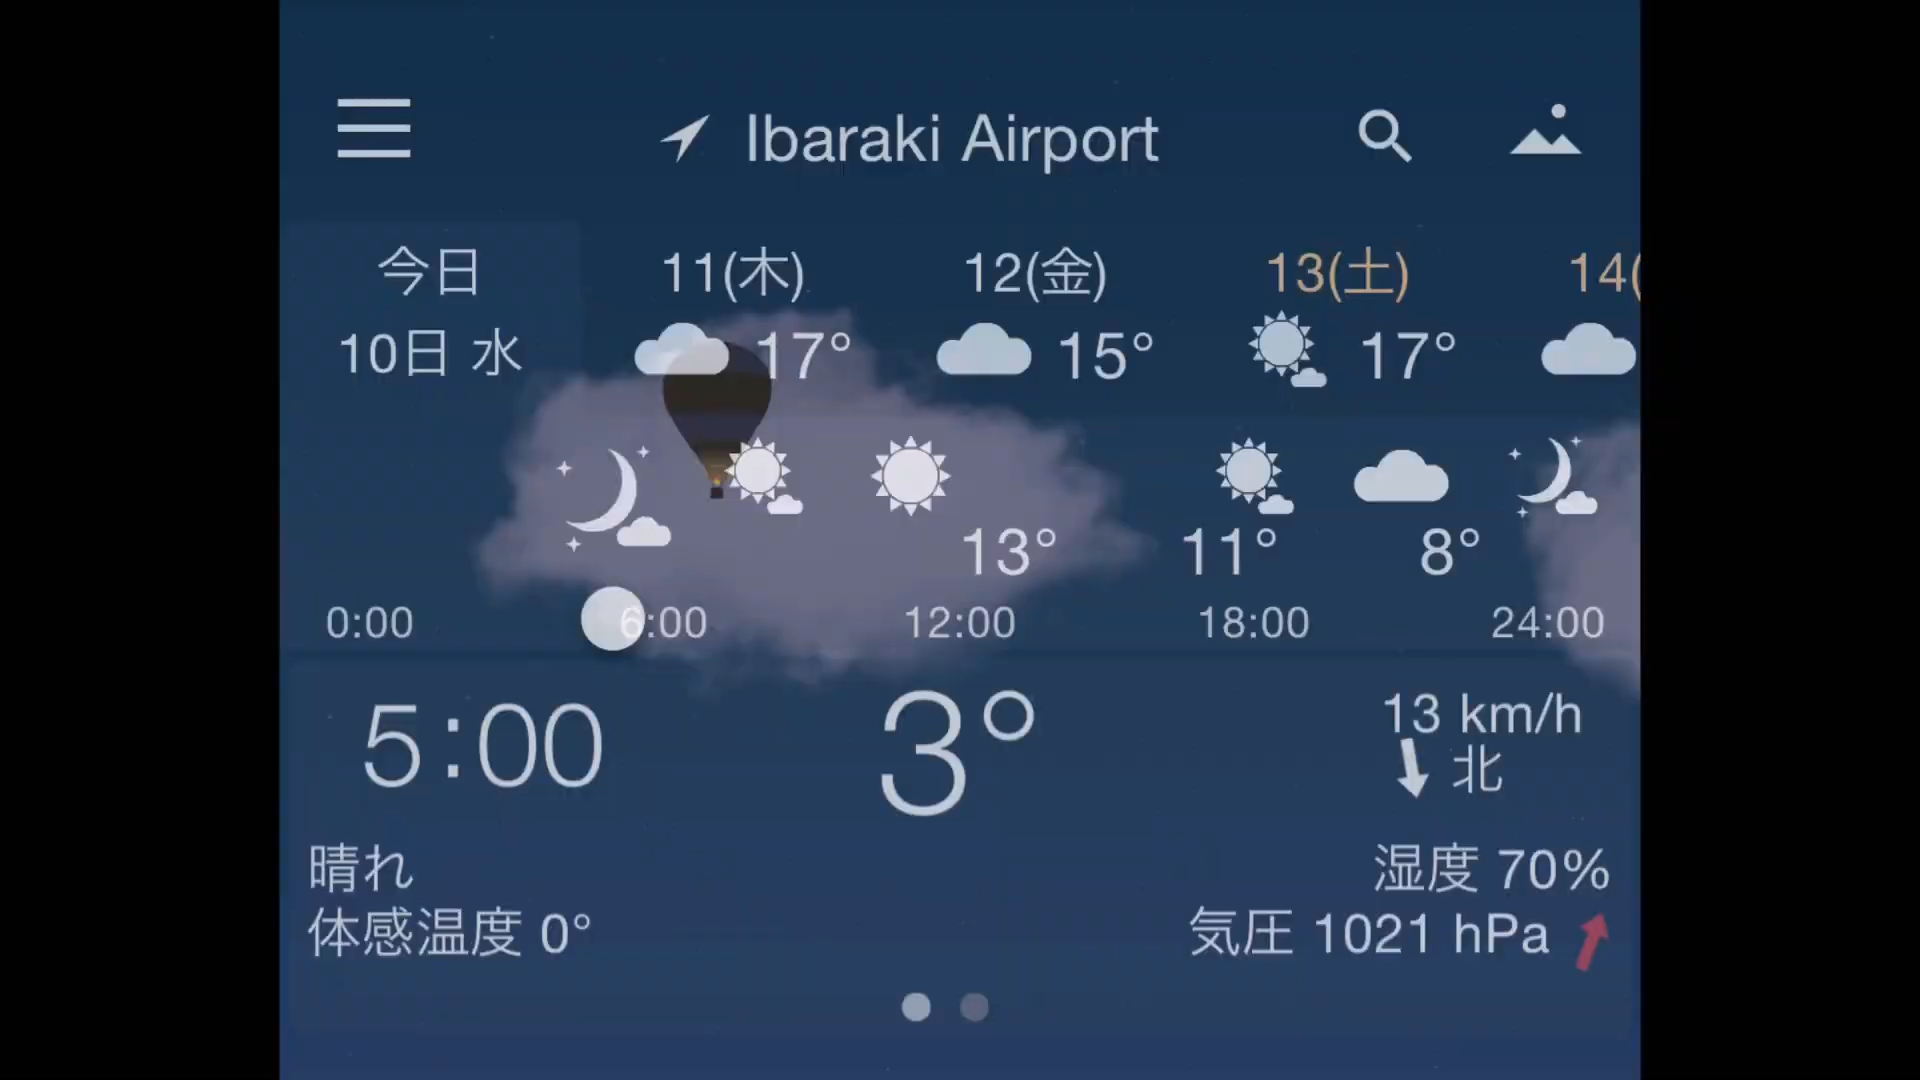 Ibaraki Airport
今日 11(木) 12(金) 13(土) 14(
10日 水 17° 15° 17°
13° 11° 8°
0:00 6:00 12:00 18:00 24:00
5:00 3° 13 km/h
北
晴れ 湿度 70%
体感温度 0° 気圧 1021 hPa